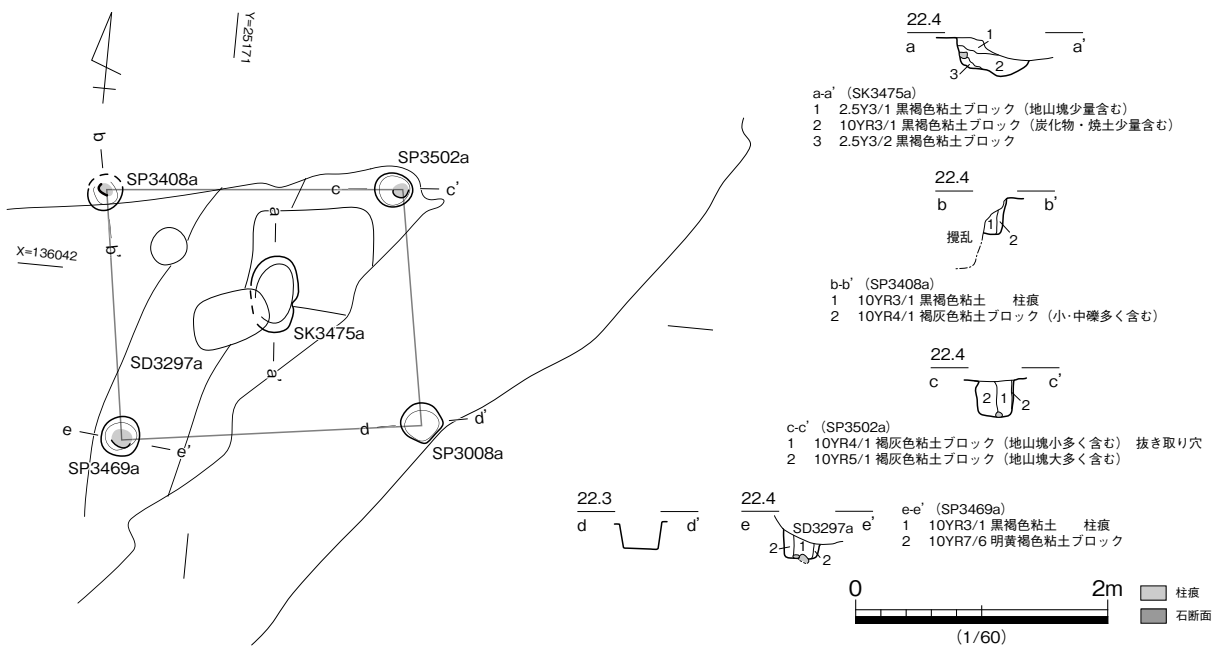 Y=25171
b
SP3408a
SP3502a
c
c'
a
b'
X=136042
SK3475a
SD3297a
a'
e
e'
SP3469a
d
d'
SP3008a
22.4
a
a'
1
2
3
a-a'（SK3475a）
1 2.5Y3/1 黒褐色粘土ブロック（地山塊少量含む）
2 10YR3/1 黒褐色粘土ブロック（炭化物・焼土少量含む）
3 2.5Y3/2 黒褐色粘土ブロック
22.4
b
b'
1
2
攪乱
b-b'（SP3408a）
1 10YR3/1 黒褐色粘土 柱痕
2 10YR4/1 褐灰色粘土ブロック（小･中礫多く含む）
22.4
c
c'
2
1
2
c-c'（SP3502a）
1 10YR4/1 褐灰色粘土ブロック（地山塊小多く含む） 抜き取り穴
2 10YR5/1 褐灰色粘土ブロック（地山塊大多く含む）
22.3
d
d'
22.4
e
SD3297a
e'
2
1
2
e-e'（SP3469a）
1 10YR3/1 黒褐色粘土 柱痕
2 10YR7/6 明黄褐色粘土ブロック
0
2m
(1/60)
柱痕
石断面